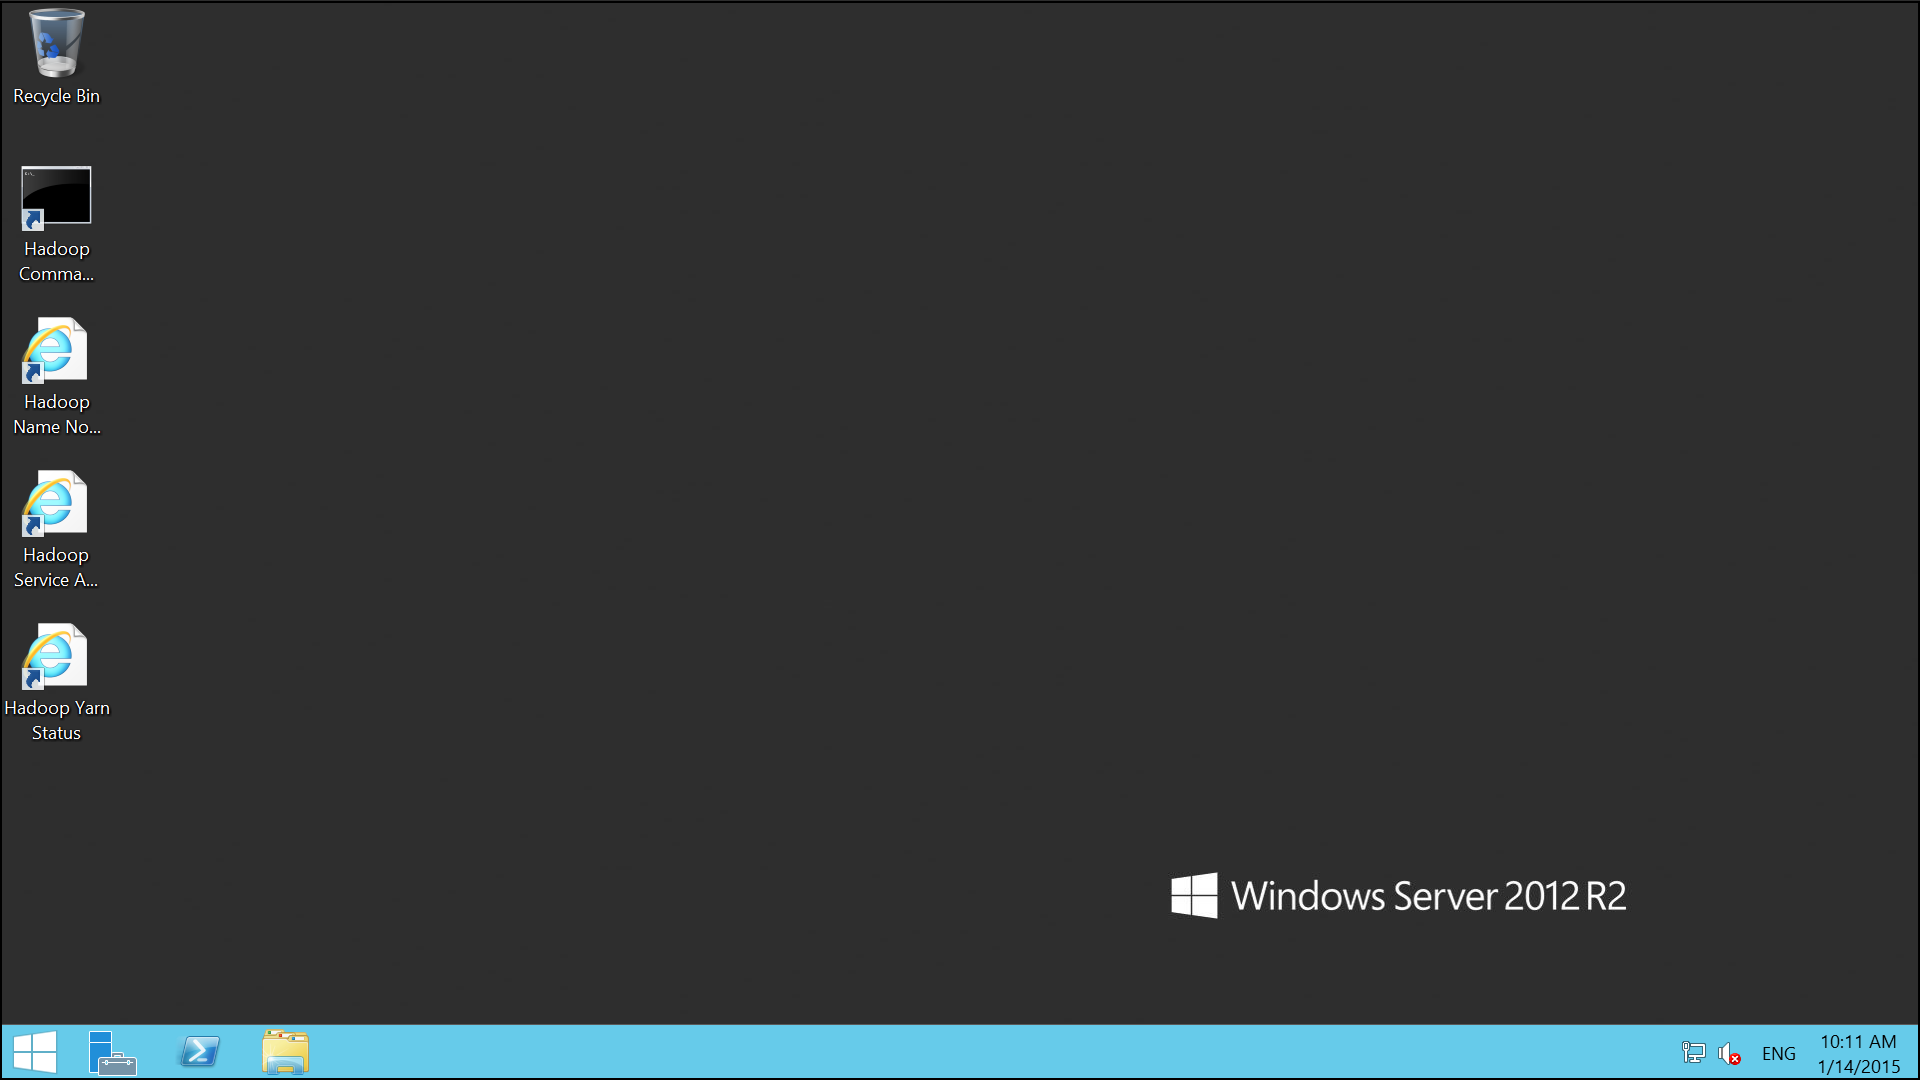 Recycle Bin
Hadoop
Comma...
Hadoop
Name No...
Hadoop
Service A...
Hadoop Yarn
Status
Windows Server 2012 R2
ENG
10:11 AM
1/14/2015